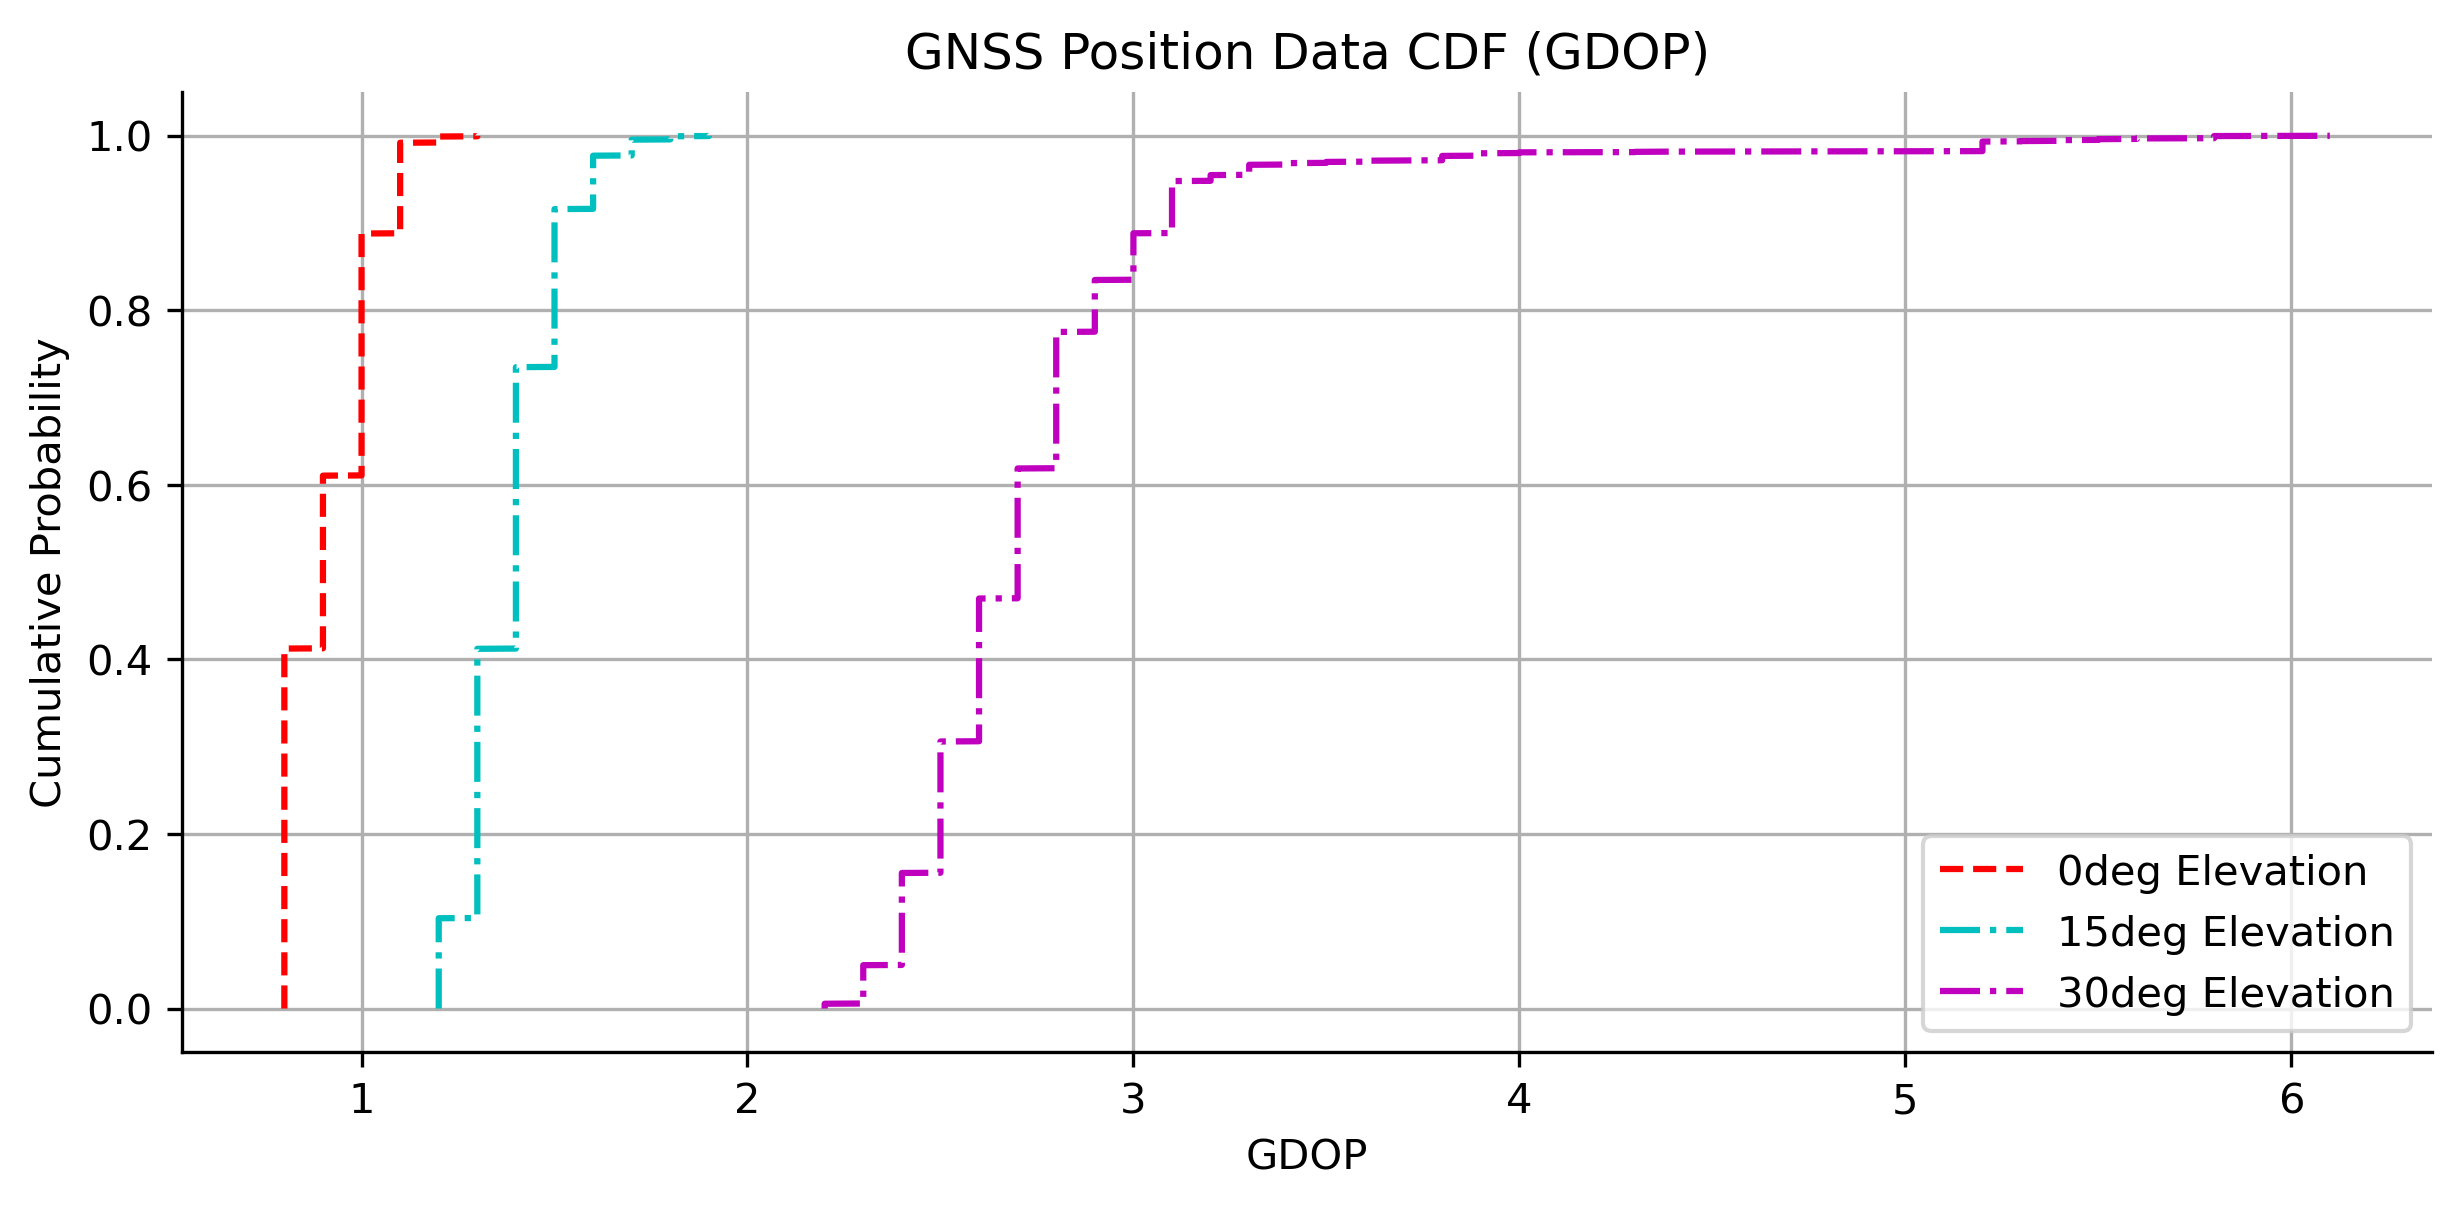 GNSS Position Data CDF (GDOP)
1.0
0.8
0.6
0.4
0.2
0.0
Cumulative Probability
0deg Elevation
15deg Elevation
30deg Elevation
1 2 3 4 5 6
GDOP